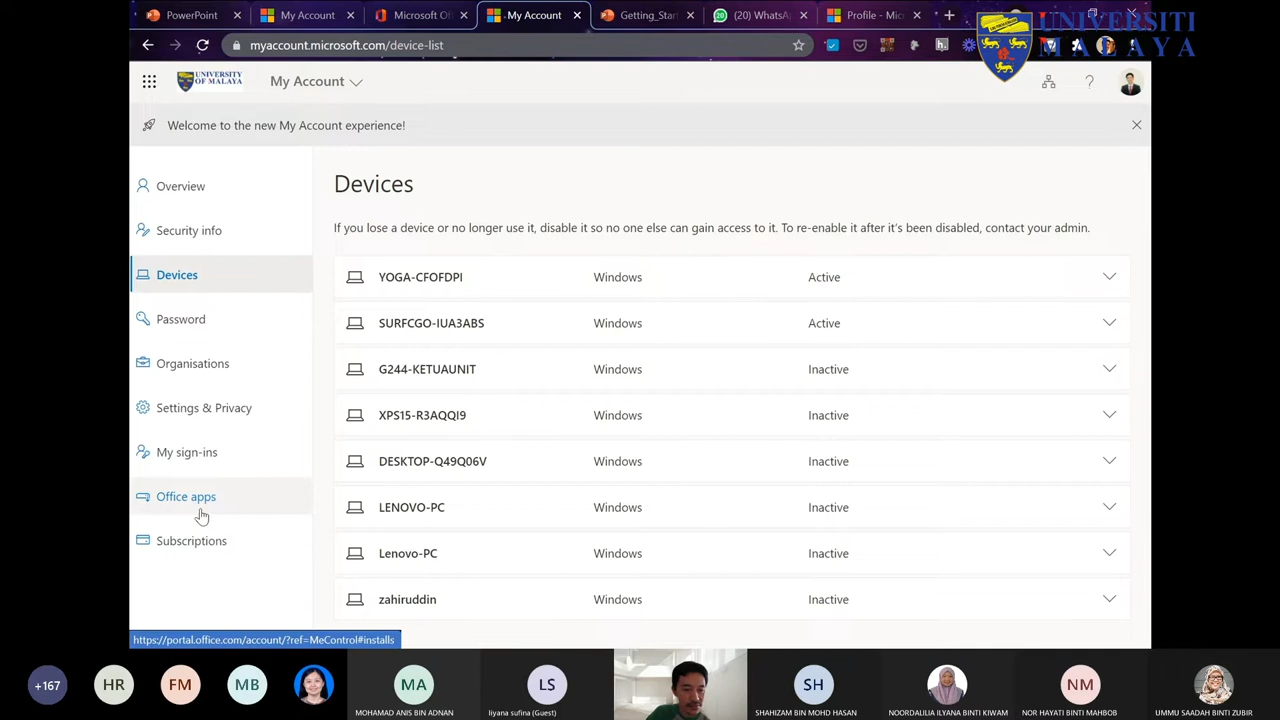 PowerPoint
My Account
Microsoft Of
My Account
Getting_Star
(20) WhatsA
Profile - Mic
UNIVERSITI
MALAYA
myaccount.microsoft.com/device-list
UNIVERSITY
OF MALAYA
My Account
?
Welcome to the new My Account experience!
Overview
Security info
Devices
Password
Organisations
Settings & Privacy
My sign-ins
Office apps
Subscriptions
Devices
If you lose a device or no longer use it, disable it so no one else can gain access to it. To re-enable it after it's been disabled, contact your admin.
YOGA-CFOFDPI Windows Active
SURFCGO-IUA3ABS Windows Active
G244-KETUAUNIT Windows Inactive
XPS15-R3AQQI9 Windows Inactive
DESKTOP-Q49Q06V Windows Inactive
LENOVO-PC Windows Inactive
Lenovo-PC Windows Inactive
zahiruddin Windows Inactive
https://portal.office.com/account/?ref=MeControl#installs
+167
HR
FM
MB
MA
MOHAMAD ANIS BIN ADNAN
LS
liyana sufina (Guest)
SH
SHAHIZAM BIN MOHD HASAN
NOORDALILA ILYANA BINTI KIWAM
NM
NOR HAYATI BINTI MAHBOB
UMMU SAADAH BINTI ZUBIR